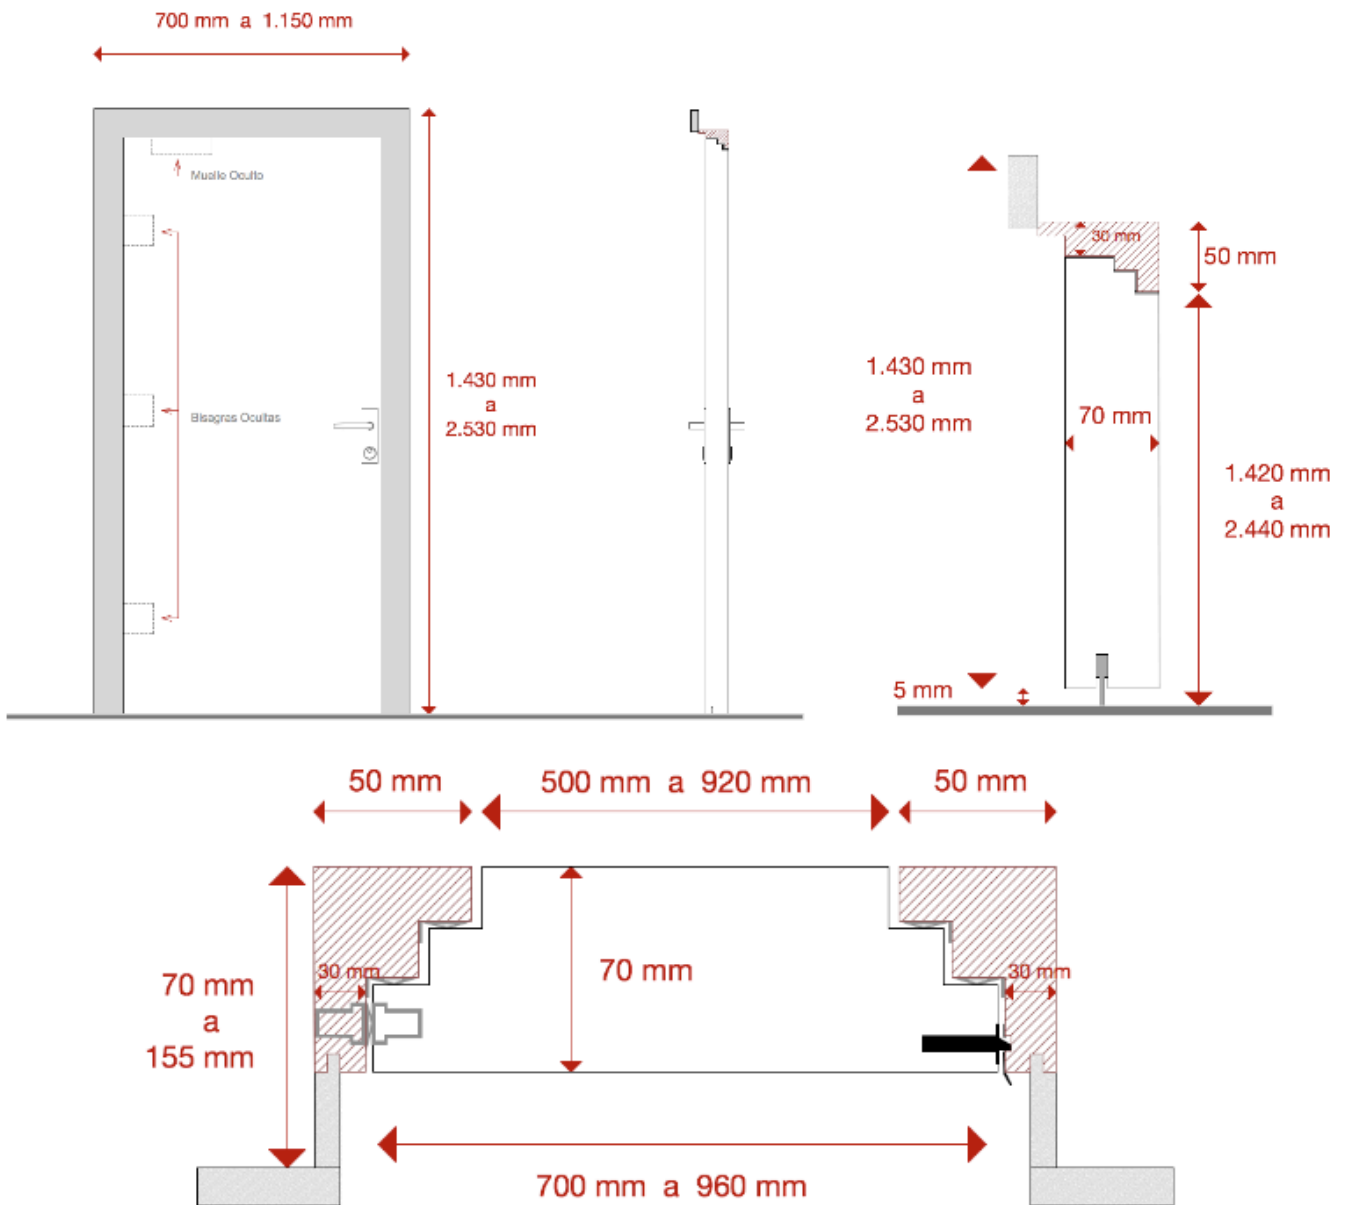 700 mm a 1.150 mm
Muelle Oculto
Bisagras Ocultas
1.430 mm
a
2.530 mm
30 mm
50 mm
1.430 mm
a
2.530 mm
70 mm
1.420 mm
a
2.440 mm
5 mm
50 mm
500 mm a 920 mm
50 mm
70 mm
a
155 mm
30 mm
70 mm
30 mm
700 mm a 960 mm